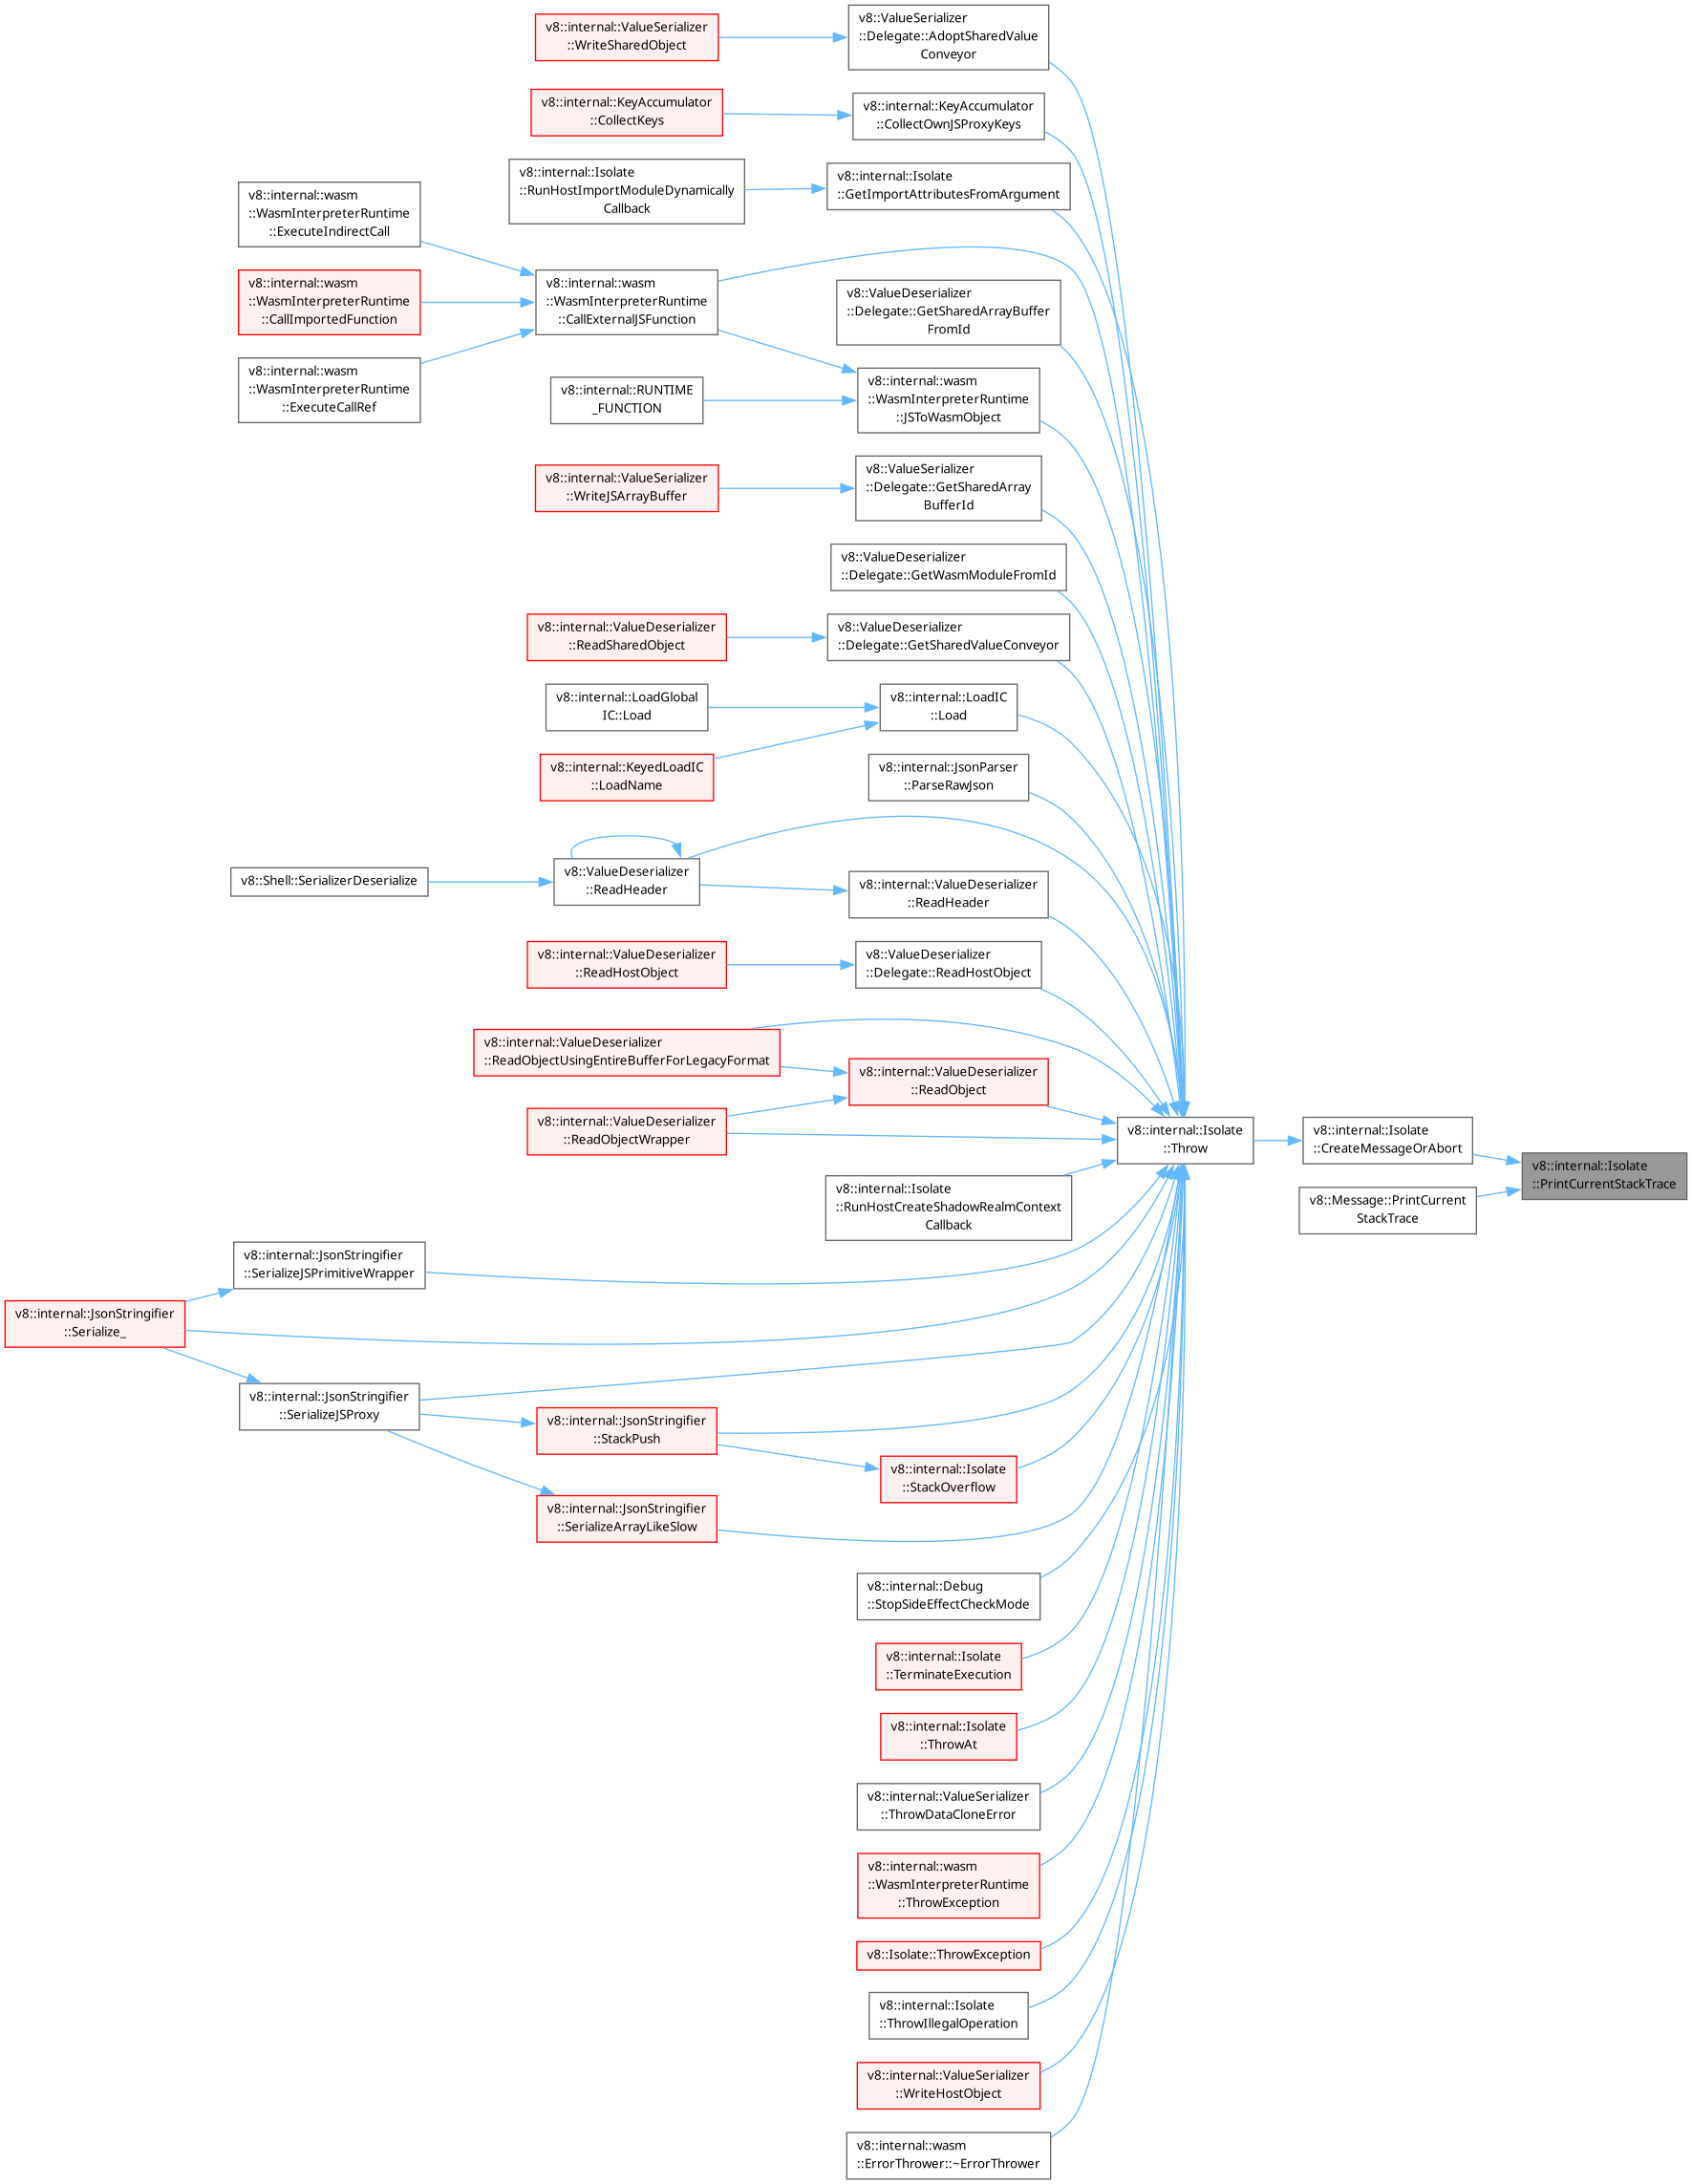 v8::internal::ValueSerializer
::WriteSharedObject
v8::ValueSerializer
::Delegate::AdoptSharedValue
Conveyor
v8::internal::KeyAccumulator
::CollectKeys
v8::internal::KeyAccumulator
::CollectOwnJSProxyKeys
v8::internal::Isolate
::RunHostImportModuleDynamically
Callback
v8::internal::Isolate
::GetImportAttributesFromArgument
v8::internal::wasm
::WasmInterpreterRuntime
::ExecuteIndirectCall
v8::internal::wasm
::WasmInterpreterRuntime
::CallImportedFunction
v8::internal::wasm
::WasmInterpreterRuntime
::ExecuteCallRef
v8::internal::wasm
::WasmInterpreterRuntime
::CallExternalJSFunction
v8::ValueDeserializer
::Delegate::GetSharedArrayBuffer
FromId
v8::internal::RUNTIME
_FUNCTION
v8::internal::wasm
::WasmInterpreterRuntime
::JSToWasmObject
v8::internal::ValueSerializer
::WriteJSArrayBuffer
v8::ValueSerializer
::Delegate::GetSharedArray
BufferId
v8::ValueDeserializer
::Delegate::GetWasmModuleFromId
v8::internal::ValueDeserializer
::ReadSharedObject
v8::ValueDeserializer
::Delegate::GetSharedValueConveyor
v8::internal::LoadGlobal
IC::Load
v8::internal::LoadIC
::Load
v8::internal::KeyedLoadIC
::LoadName
v8::internal::JsonParser
::ParseRawJson
v8::Shell::SerializerDeserialize
v8::ValueDeserializer
::ReadHeader
v8::internal::ValueDeserializer
::ReadHeader
v8::internal::ValueDeserializer
::ReadHostObject
v8::ValueDeserializer
::Delegate::ReadHostObject
v8::internal::ValueDeserializer
::ReadObjectUsingEntireBufferForLegacyFormat
v8::internal::ValueDeserializer
::ReadObject
v8::internal::ValueDeserializer
::ReadObjectWrapper
v8::internal::Isolate
::Throw
v8::internal::Isolate
::CreateMessageOrAbort
v8::internal::Isolate
::PrintCurrentStackTrace
v8::Message::PrintCurrent
StackTrace
v8::internal::Isolate
::RunHostCreateShadowRealmContext
Callback
v8::internal::JsonStringifier
::SerializeJSPrimitiveWrapper
v8::internal::JsonStringifier
::Serialize_
v8::internal::JsonStringifier
::SerializeJSProxy
v8::internal::JsonStringifier
::StackPush
v8::internal::Isolate
::StackOverflow
v8::internal::JsonStringifier
::SerializeArrayLikeSlow
v8::internal::Debug
::StopSideEffectCheckMode
v8::internal::Isolate
::TerminateExecution
v8::internal::Isolate
::ThrowAt
v8::internal::ValueSerializer
::ThrowDataCloneError
v8::internal::wasm
::WasmInterpreterRuntime
::ThrowException
v8::Isolate::ThrowException
v8::internal::Isolate
::ThrowIllegalOperation
v8::internal::ValueSerializer
::WriteHostObject
v8::internal::wasm
::ErrorThrower::~ErrorThrower